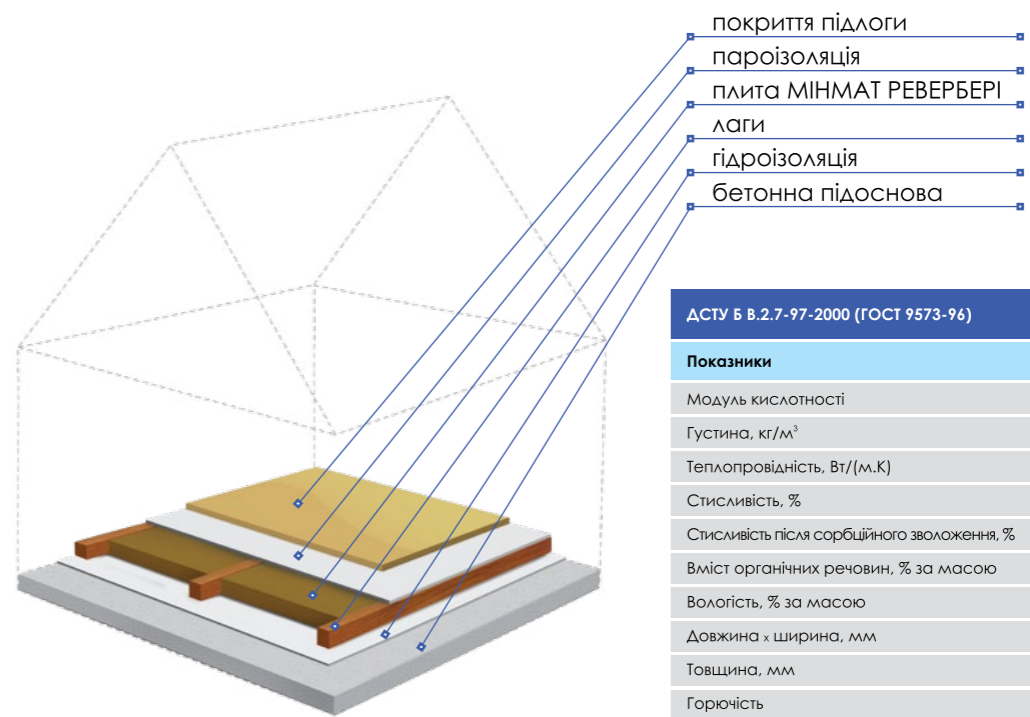 покриття підлоги
пароізоляція
плита МІНМАТ РЕВЕРБЕРІ
лаги
гідроізоляція
бетонна підоснова
ДСТУ Б В.2.7-97-2000 (ГОСТ 9573-96)
Показники
Модуль кислотності
Густина, кг/м³
Теплопровідність, Вт/(м.К)
Стисливість, %
Стисливість після сорбційного зволоження, %
Вміст органічних речовин, % за масою
Вологість, % за масою
Довжина х ширина, мм
Товщина, мм
Горючість